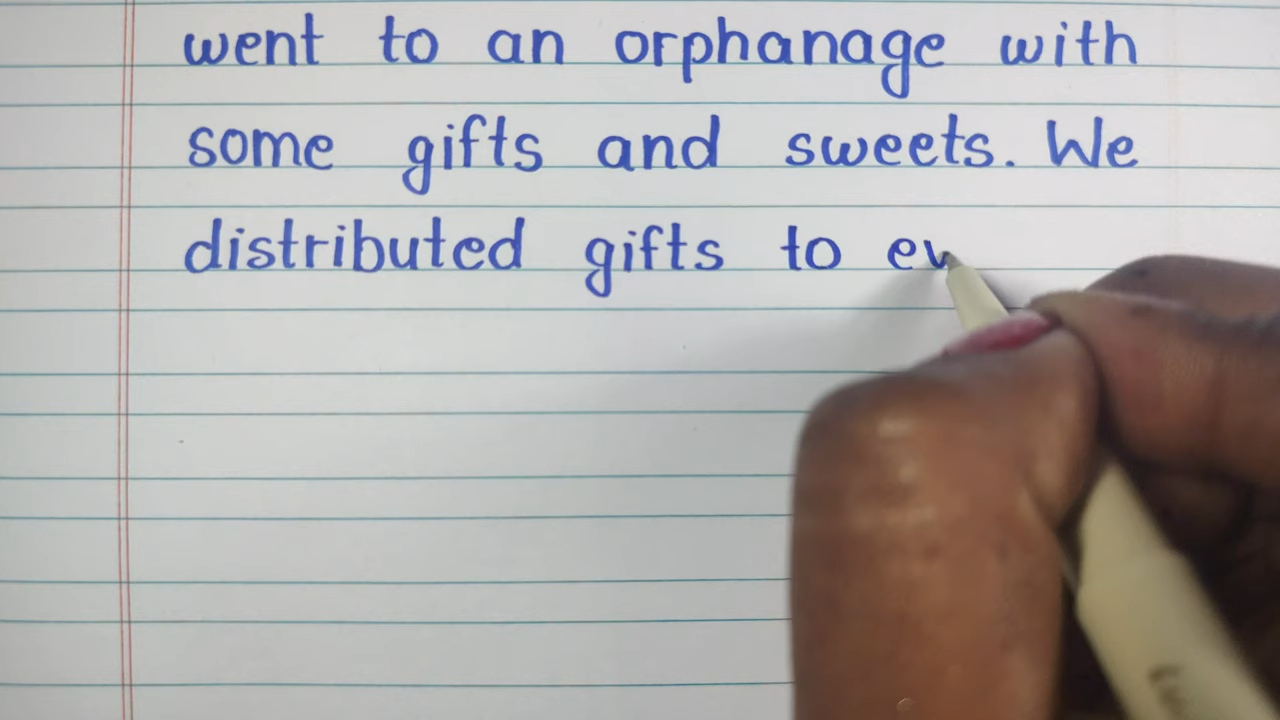 went to an orphanage with
some gifts and sweets. We
distributed gifts to ev